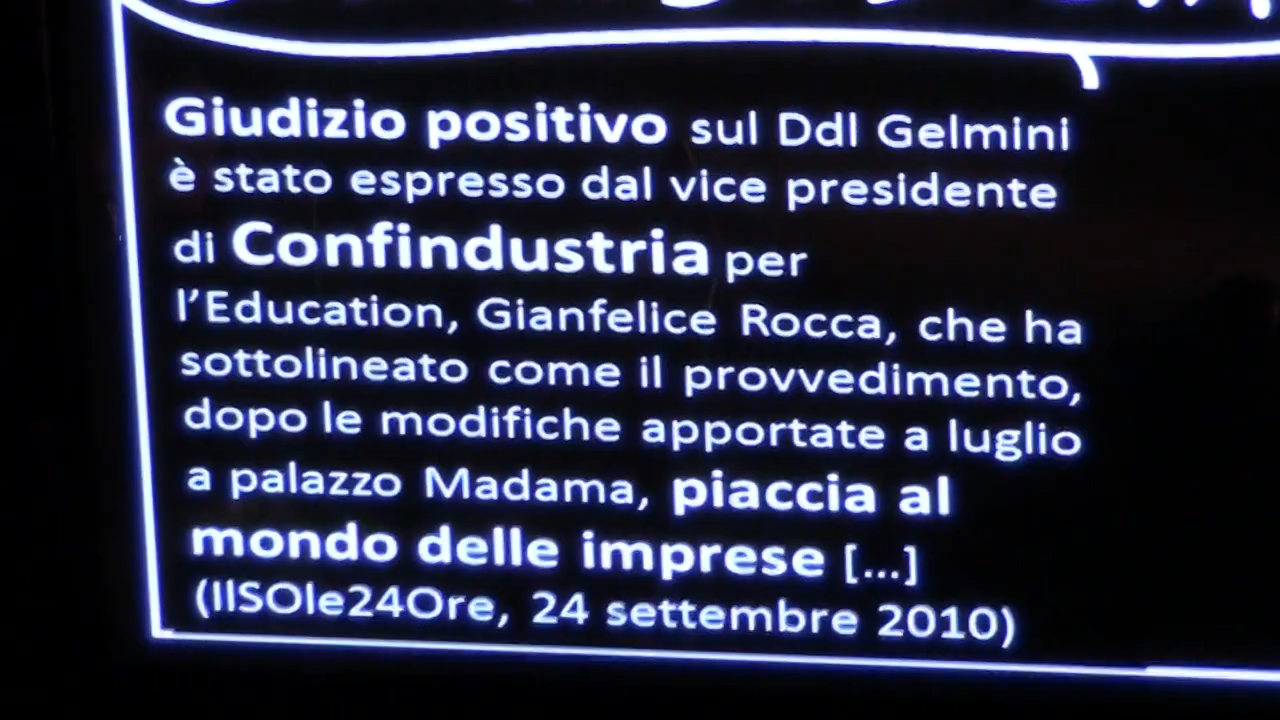 Giudizio positivo sul Ddl Gelmini
è stato espresso dal vice presidente
di Confindustria per
l'Education, Gianfelice Rocca, che ha
sottolineato come il provvedimento,
dopo le modifiche apportate a luglio
a palazzo Madama, piaccia al
mondo delle imprese [...]
(IlSOle24Ore, 24 settembre 2010)